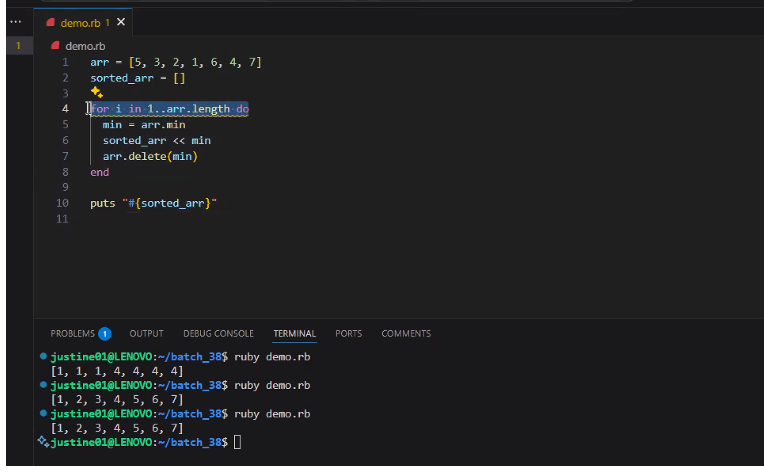 ... demo.rb 1 ✕
1 demo.rb
1 arr = [5, 3, 2, 1, 6, 4, 7]
2 sorted_arr = []
3
4 for i in 1..arr.length do
5 min = arr.min
6 sorted_arr << min
7 arr.delete(min)
8 end
9
10 puts "#{sorted_arr}"
11
PROBLEMS 1 OUTPUT DEBUG CONSOLE TERMINAL PORTS COMMENTS
justine01@LENOVO:~/batch_38$ ruby demo.rb
[1, 1, 1, 4, 4, 4, 4]
justine01@LENOVO:~/batch_38$ ruby demo.rb
[1, 2, 3, 4, 5, 6, 7]
justine01@LENOVO:~/batch_38$ ruby demo.rb
[1, 2, 3, 4, 5, 6, 7]
justine01@LENOVO:~/batch_38$